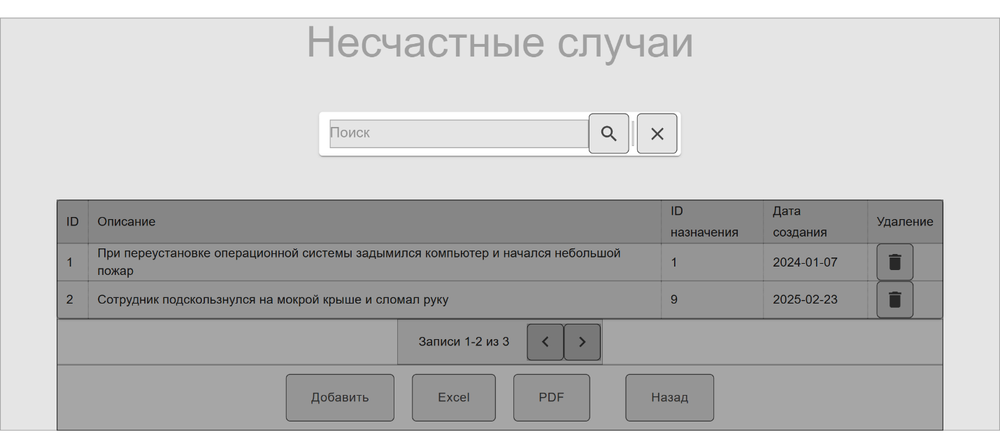 Несчастные случаи
Поиск
ID Описание ID назначения Дата создания Удаление
1 При переустановке операционной системы задымился компьютер и начался небольшой
пожар 1 2024-01-07
2 Сотрудник подскользнулся на мокрой крыше и сломал руку 9 2025-02-23
Записи 1-2 из 3
Добавить Excel PDF Назад